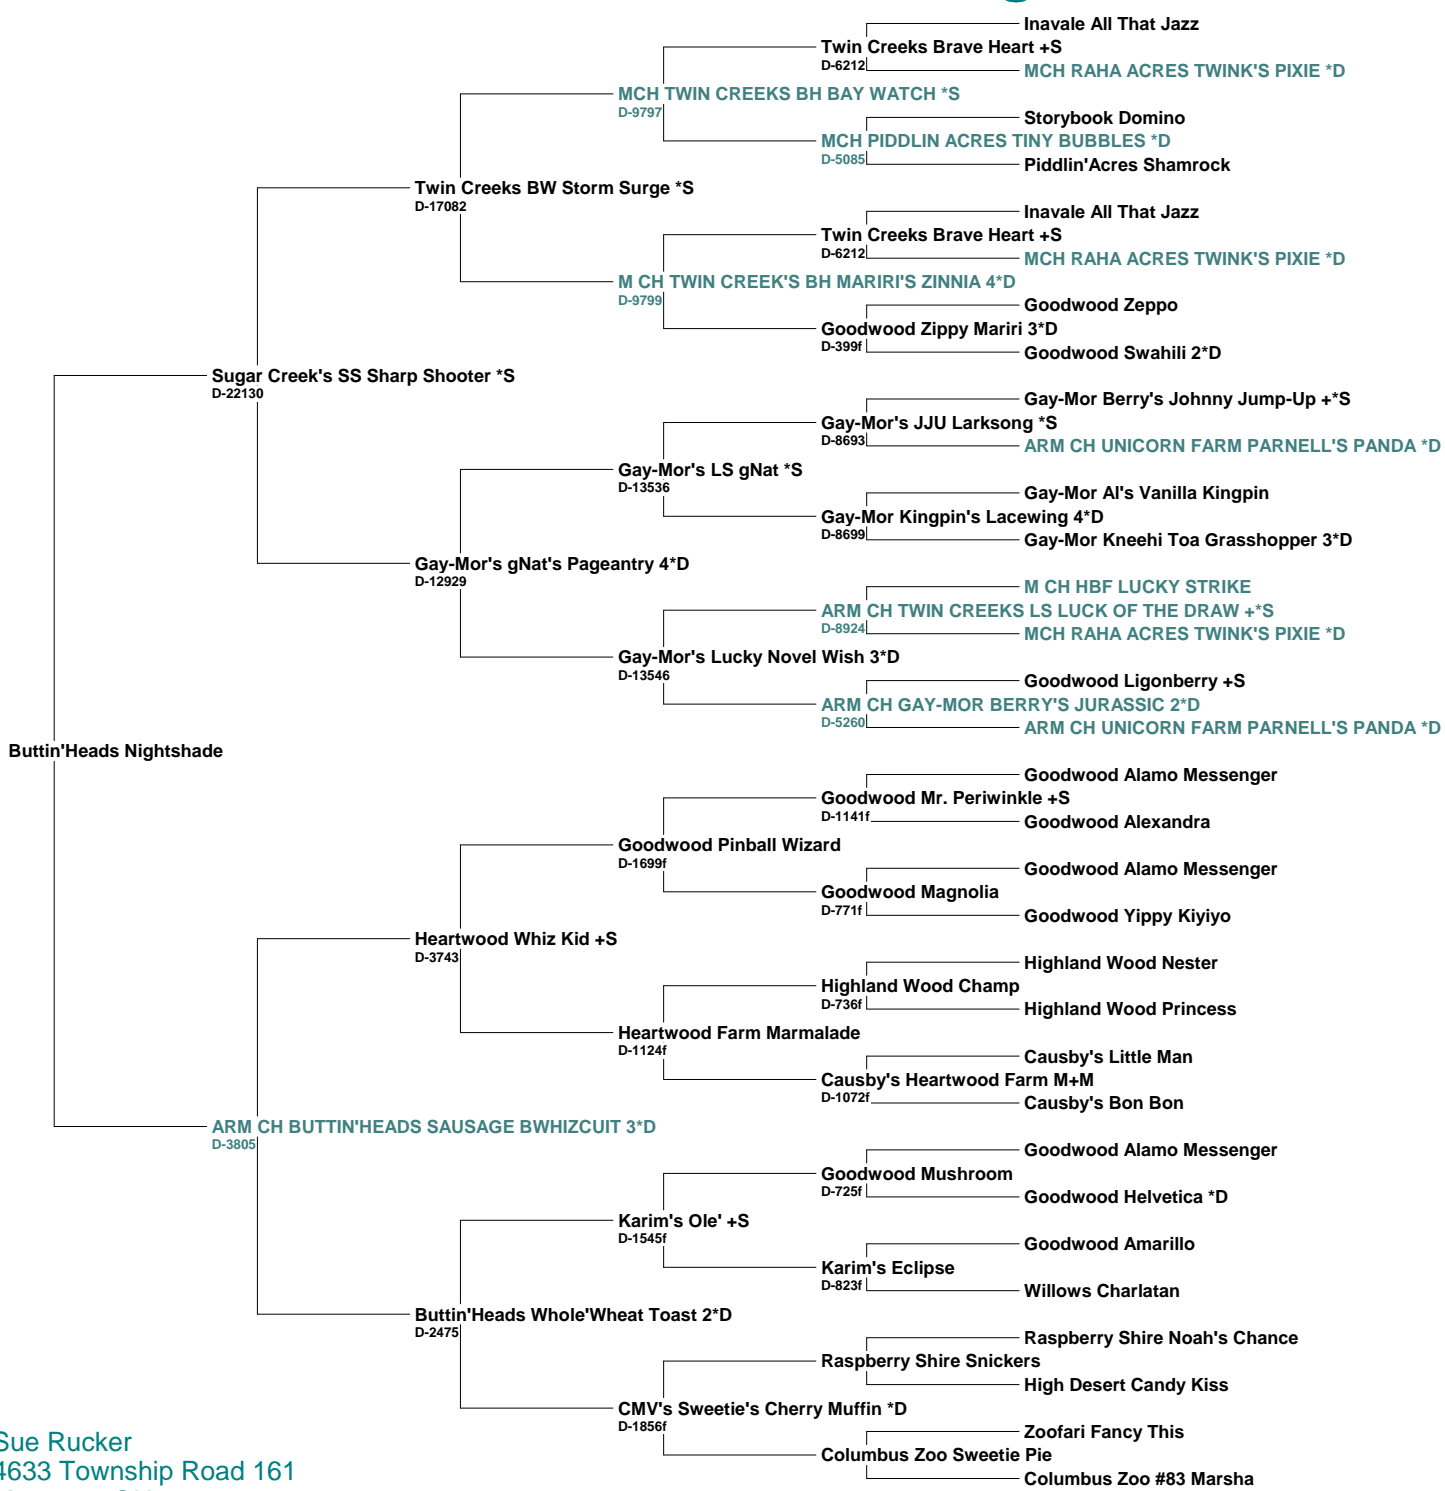 Inavale All That Jazz
Twin Creeks Brave Heart +S
D-6212
MCH RAHA ACRES TWINK'S PIXIE *D
MCH TWIN CREEKS BH BAY WATCH *S
D-9797
Storybook Domino
MCH PIDDLIN ACRES TINY BUBBLES *D
D-5085
Piddlin'Acres Shamrock
Twin Creeks BW Storm Surge *S
D-17082
Inavale All That Jazz
Twin Creeks Brave Heart +S
D-6212
MCH RAHA ACRES TWINK'S PIXIE *D
M CH TWIN CREEK'S BH MARIRI'S ZINNIA 4*D
D-9799
Goodwood Zeppo
Goodwood Zippy Mariri 3*D
D-399f
Goodwood Swahili 2*D
Sugar Creek's SS Sharp Shooter *S
D-22130
Gay-Mor Berry's Johnny Jump-Up +*S
Gay-Mor's JJU Larksong *S
D-8693
ARM CH UNICORN FARM PARNELL'S PANDA *D
Gay-Mor's LS gNat *S
D-13536
Gay-Mor Al's Vanilla Kingpin
Gay-Mor Kingpin's Lacewing 4*D
D-8699
Gay-Mor Kneehi Toa Grasshopper 3*D
Gay-Mor's gNat's Pageantry 4*D
D-12929
M CH HBF LUCKY STRIKE
ARM CH TWIN CREEKS LS LUCK OF THE DRAW +*S
D-8924
MCH RAHA ACRES TWINK'S PIXIE *D
Gay-Mor's Lucky Novel Wish 3*D
D-13546
Goodwood Ligonberry +S
ARM CH GAY-MOR BERRY'S JURASSIC 2*D
D-5260
ARM CH UNICORN FARM PARNELL'S PANDA *D
Buttin'Heads Nightshade
Goodwood Alamo Messenger
Goodwood Mr. Periwinkle +S
D-1141f
Goodwood Alexandra
Goodwood Pinball Wizard
D-1699f
Goodwood Alamo Messenger
Goodwood Magnolia
D-771f
Goodwood Yippy Kiyiyo
Heartwood Whiz Kid +S
D-3743
Highland Wood Nester
Highland Wood Champ
D-736f
Highland Wood Princess
Heartwood Farm Marmalade
D-1124f
Causby's Little Man
Causby's Heartwood Farm M+M
D-1072f
Causby's Bon Bon
ARM CH BUTTIN'HEADS SAUSAGE BWHIZCUIT 3*D
D-3805
Goodwood Alamo Messenger
Goodwood Mushroom
D-725f
Goodwood Helvetica *D
Karim's Ole' +S
D-1545f
Goodwood Amarillo
Karim's Eclipse
D-823f
Willows Charlatan
Buttin'Heads Whole'Wheat Toast 2*D
D-2475
Raspberry Shire Noah's Chance
Raspberry Shire Snickers
High Desert Candy Kiss
CMV's Sweetie's Cherry Muffin *D
D-1856f
Zoofari Fancy This
Columbus Zoo Sweetie Pie
Columbus Zoo #83 Marsha
Sue Rucker
4633 Township Road 161